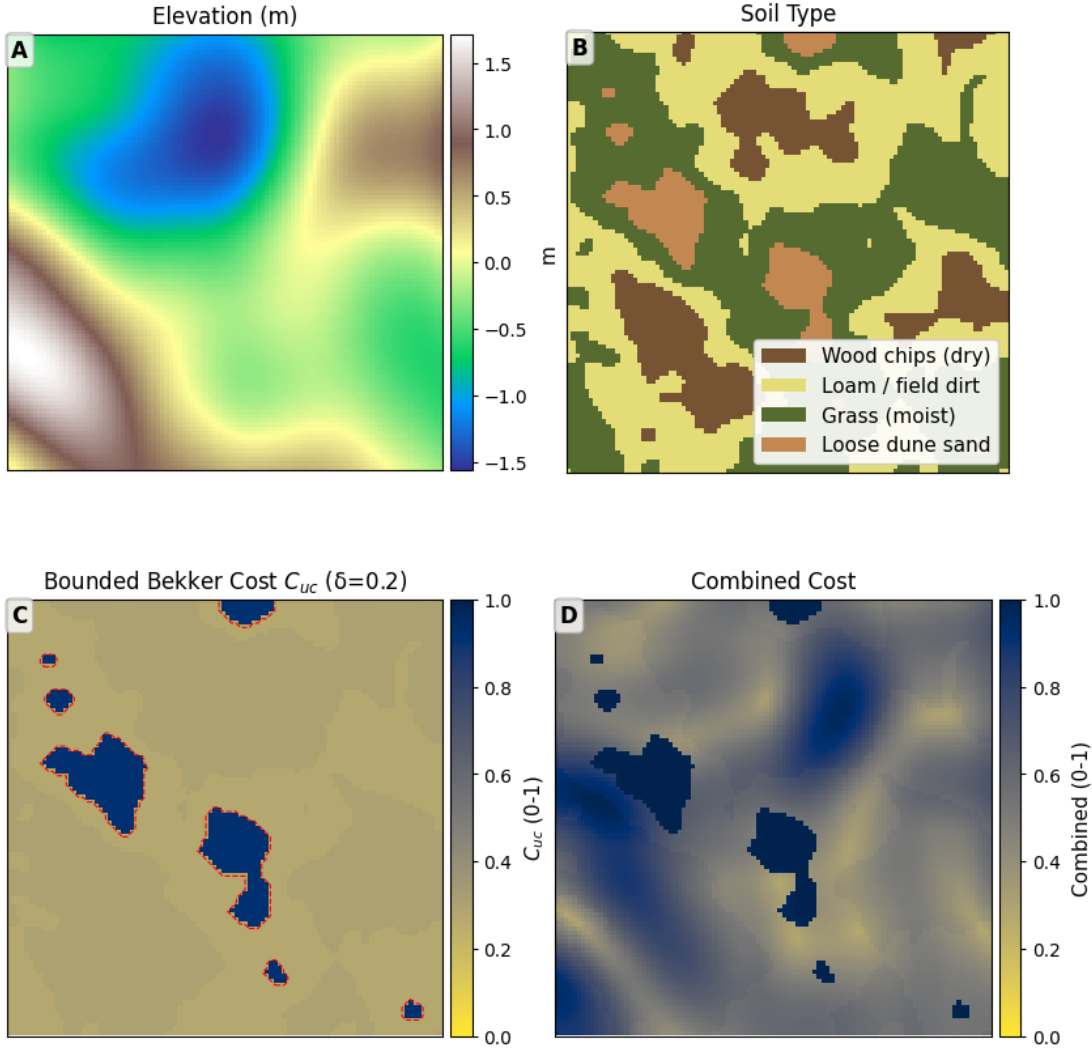 Elevation (m)
A
1.5
1.0
0.5
0.0
−0.5
−1.0
−1.5
Soil Type
B
m
Wood chips (dry)
Loam / field dirt
Grass (moist)
Loose dune sand
Bounded Bekker Cost C_uc (δ=0.2)
C
1.0
0.8
0.6
0.4
0.2
0.0
C_uc (0-1)
Combined Cost
D
1.0
0.8
0.6
0.4
0.2
0.0
Combined (0-1)